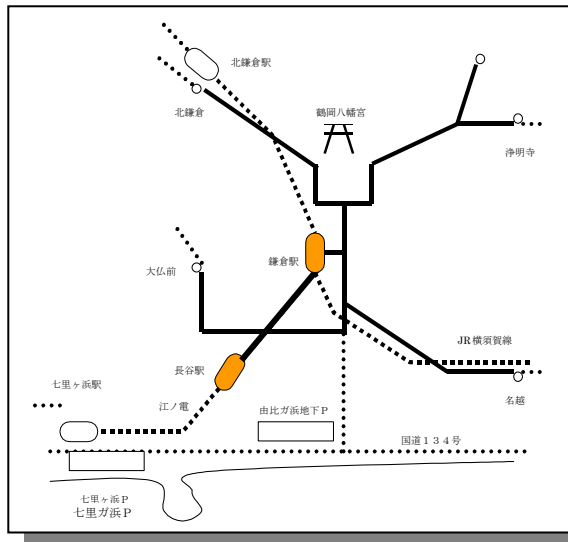 北鎌倉駅
北鎌倉
鶴岡八幡宮
浄明寺
鎌倉駅
大仏前
JR横須賀線
長谷駅
七里ヶ浜駅
江ノ電
名越
由比ガ浜地下P
国道１３４号
七里ヶ浜P
七里ガ浜P